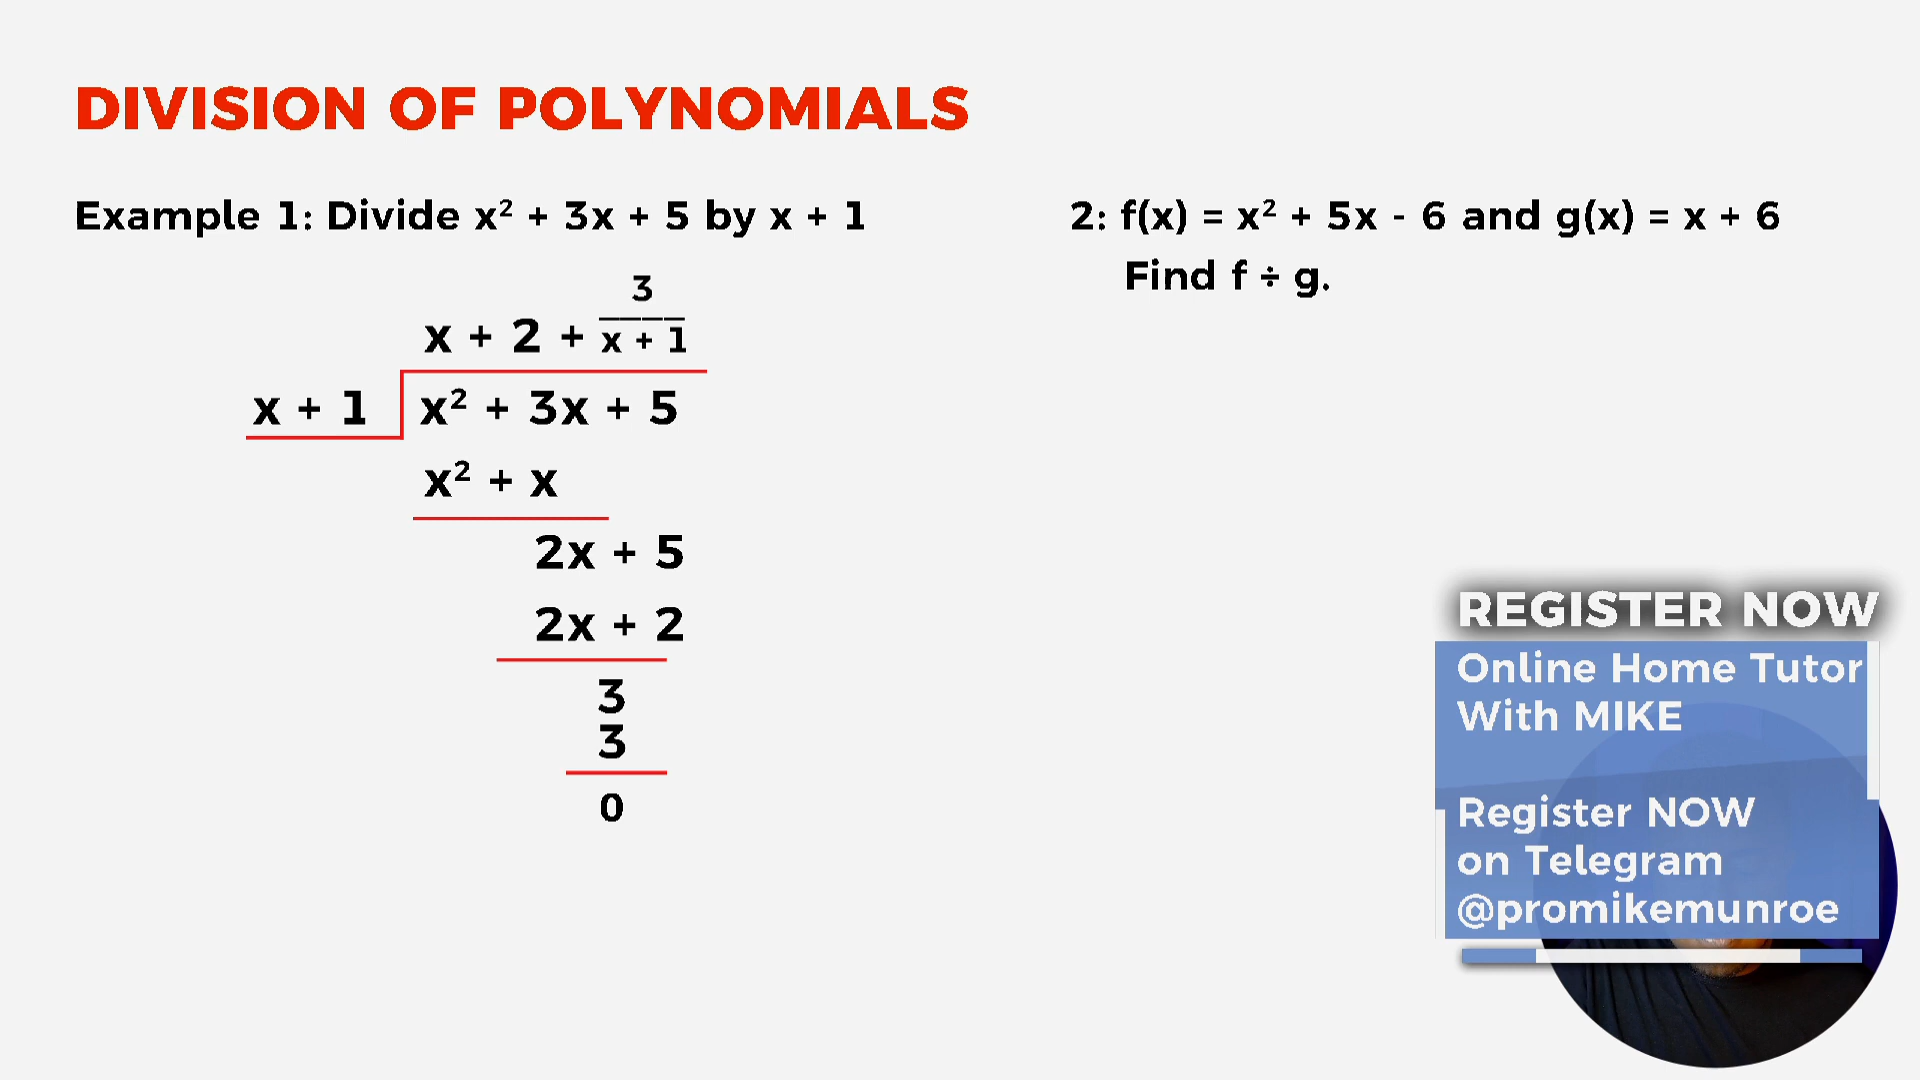 DIVISION OF POLYNOMIALS
Example 1: Divide x² + 3x + 5 by x + 1
3
x + 2 + ____
x + 1
x + 1
x² + 3x + 5
x² + x
2x + 5
2x + 2
3
3
0
2: f(x) = x² + 5x - 6 and g(x) = x + 6
Find f ÷ g.
REGISTER NOW
Online Home Tutor
With MIKE
Register NOW
on Telegram
@promikemunroe